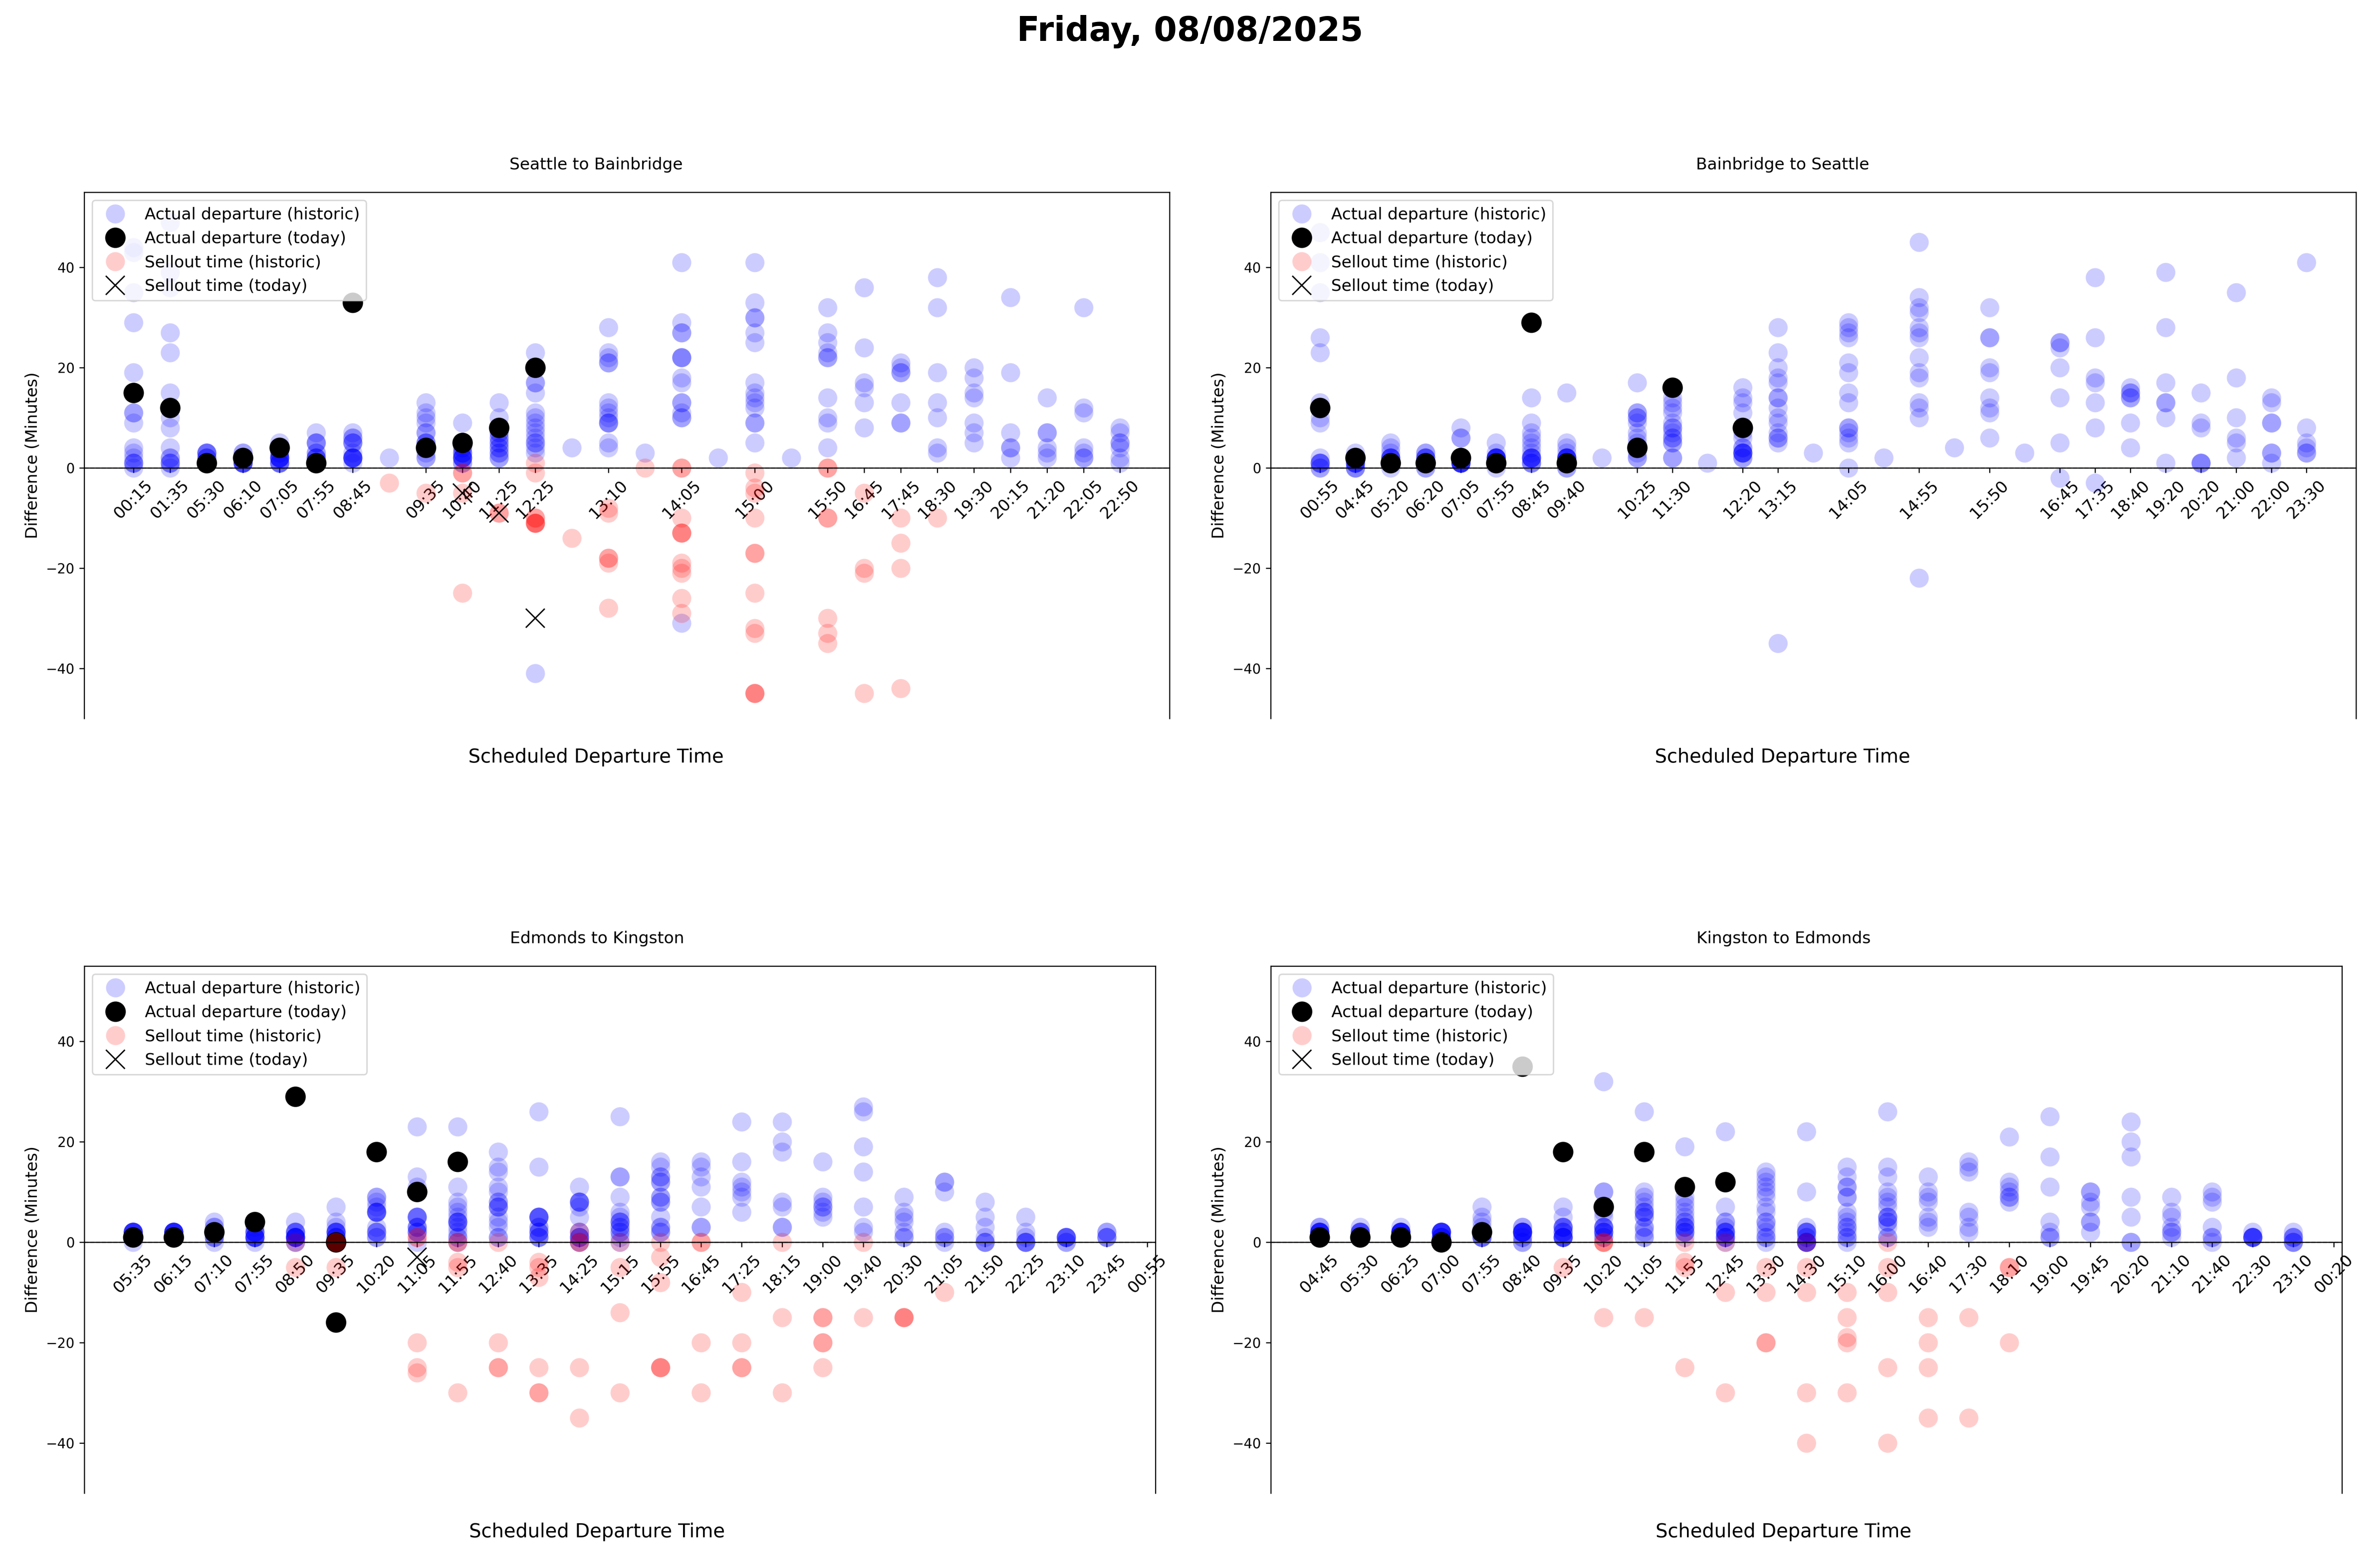 Friday, 08/08/2025
Seattle to Bainbridge
Actual departure (historic)
Actual departure (today)
Sellout time (historic)
Sellout time (today)
Difference (Minutes)
40
20
0
−20
−40
00:15 01:35 05:30 06:10 07:05 07:55 08:45 09:35 10:40 11:25 12:25 13:10 14:05 15:00 15:50 16:45 17:45 18:30 19:30 20:15 21:20 22:05 22:50
Scheduled Departure Time
Bainbridge to Seattle
Actual departure (historic)
Actual departure (today)
Sellout time (historic)
Sellout time (today)
Difference (Minutes)
40
20
0
−20
−40
00:55 04:45 05:20 06:20 07:05 07:55 08:45 09:40 10:25 11:30 12:20 13:15 14:05 14:55 15:50 16:45 17:35 18:40 19:20 20:20 21:00 22:00 23:30
Scheduled Departure Time
Edmonds to Kingston
Actual departure (historic)
Actual departure (today)
Sellout time (historic)
Sellout time (today)
Difference (Minutes)
40
20
0
−20
−40
05:35 06:15 07:10 07:55 08:50 09:35 10:20 11:05 11:55 12:40 13:35 14:25 15:15 15:55 16:45 17:25 18:15 19:00 19:40 20:30 21:05 21:50 22:25 23:10 23:45 00:55
Scheduled Departure Time
Kingston to Edmonds
Actual departure (historic)
Actual departure (today)
Sellout time (historic)
Sellout time (today)
Difference (Minutes)
40
20
0
−20
−40
04:45 05:30 06:25 07:00 07:55 08:40 09:35 10:20 11:05 11:55 12:45 13:30 14:30 15:10 16:00 16:40 17:30 18:10 19:00 19:45 20:20 21:10 21:40 22:30 23:10 00:20
Scheduled Departure Time